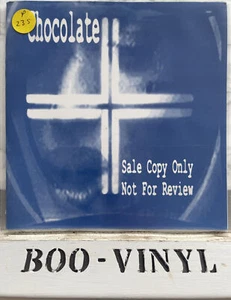 Chocolate
Sale Copy Only
Not For Review
BOO-VINYL